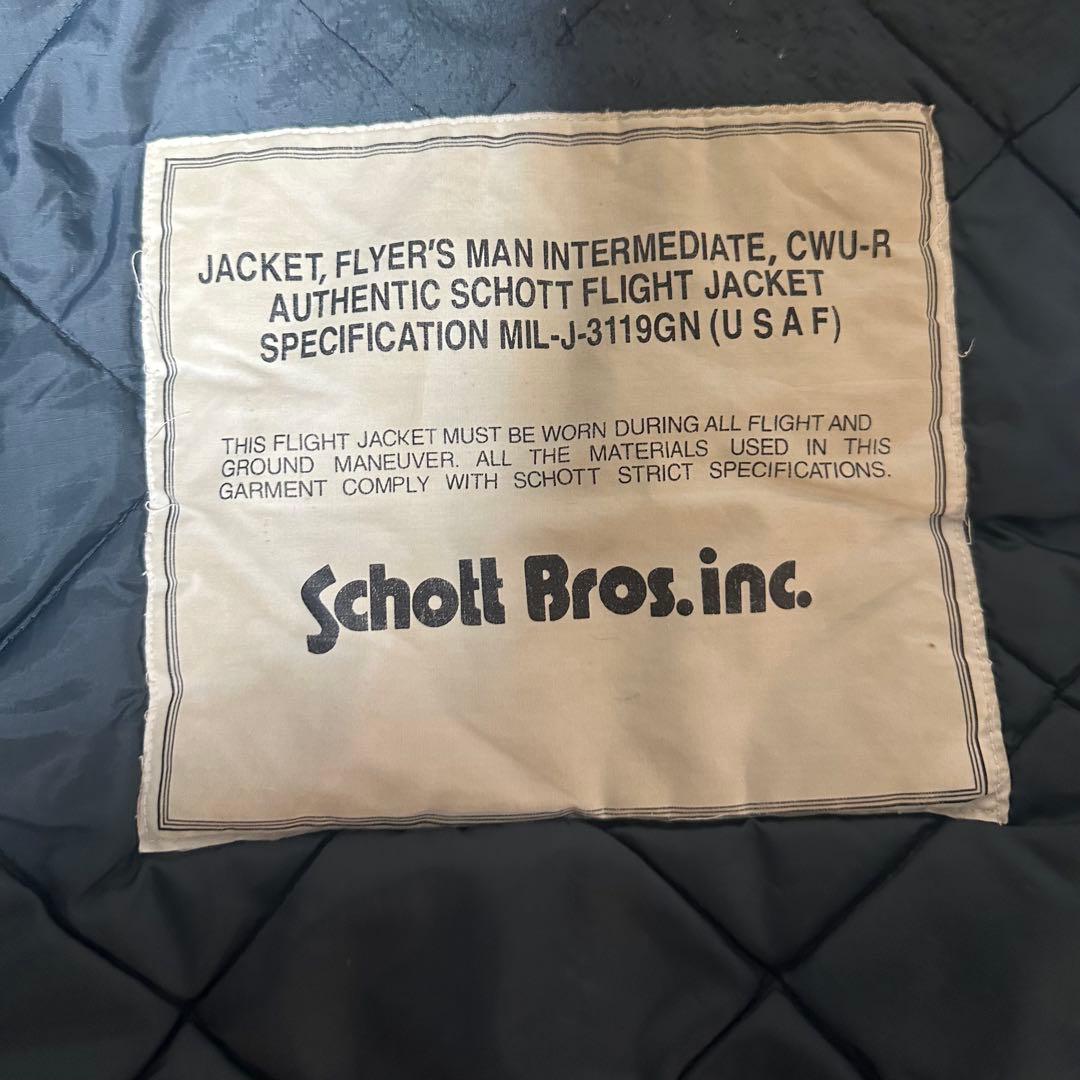 JACKET, FLYER'S MAN INTERMEDIATE, CWU-R
AUTHENTIC SCHOTT FLIGHT JACKET
SPECIFICATION MIL-J-3119GN (U S A F)
THIS FLIGHT JACKET MUST BE WORN DURING ALL FLIGHT AND
GROUND MANEUVER. ALL THE MATERIALS USED IN THIS
GARMENT COMPLY WITH SCHOTT STRICT SPECIFICATIONS.
Schott Bros. inc.